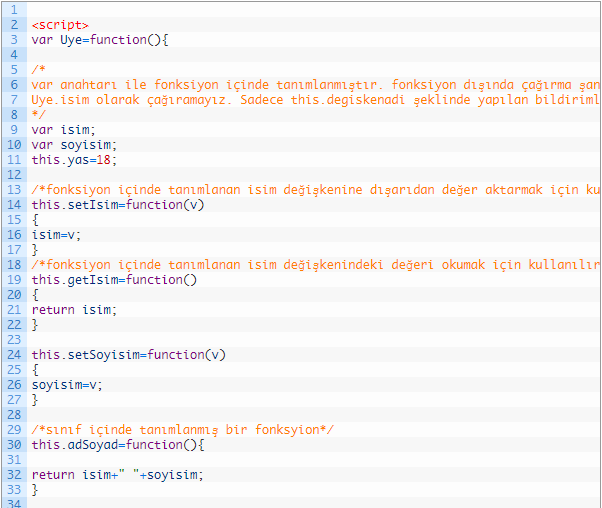 1
2 <script>
3 var Uye=function(){
4
5 /*
6 var anahtarı ile fonksiyon içinde tanımlanmıştır. fonksiyon dışında çağırma şan
7 Uye.isim olarak çağıramayız. Sadece this.degiskenadi şeklinde yapılan bildiriml
8 */
9 var isim;
10 var soyisim;
11 this.yas=18;
12
13 /*fonksiyon içinde tanımlanan isim değişkenine dışarıdan değer aktarmak için ku
14 this.setIsim=function(v)
15 {
16 isim=v;
17 }
18 /*fonksiyon içinde tanımlanan isim değişkenindeki değeri okumak için kullanılır
19 this.getIsim=function()
20 {
21 return isim;
22 }
23
24 this.setSoyisim=function(v)
25 {
26 soyisim=v;
27 }
28
29 /*sınıf içinde tanımlanmış bir fonksyion*/
30 this.adSoyad=function(){
31
32 return isim+" "+soyisim;
33 }
34